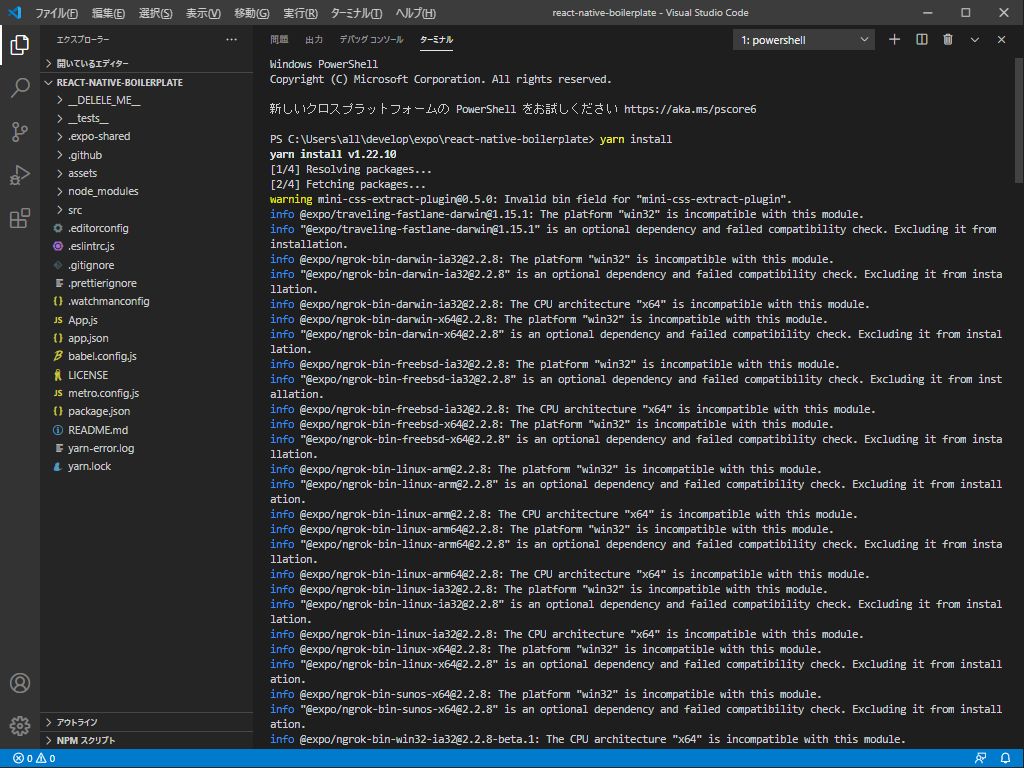 ファイル(F) 編集(E) 選択(S) 表示(V) 移動(G) 実行(R) ターミナル(T) ヘルプ(H) react-native-boilerplate - Visual Studio Code
エクスプローラー
開いているエディター
REACT-NATIVE-BOILERPLATE
__DELELE_ME__
__tests__
.expo-shared
.github
assets
node_modules
src
.editorconfig
.eslintrc.js
.gitignore
.prettierignore
.watchmanconfig
JS App.js
{} app.json
babel.config.js
LICENSE
JS metro.config.js
{} package.json
README.md
yarn-error.log
yarn.lock
アウトライン
NPM スクリプト
問題 出力 デバッグ コンソール ターミナル 1: powershell
Windows PowerShell
Copyright (C) Microsoft Corporation. All rights reserved.
新しいクロスプラットフォームの PowerShell をお試しください https://aka.ms/pscore6
PS C:\Users\all\develop\expo\react-native-boilerplate> yarn install
yarn install v1.22.10
[1/4] Resolving packages...
[2/4] Fetching packages...
warning mini-css-extract-plugin@0.5.0: Invalid bin field for "mini-css-extract-plugin".
info @expo/traveling-fastlane-darwin@1.15.1: The platform "win32" is incompatible with this module.
info "@expo/traveling-fastlane-darwin@1.15.1" is an optional dependency and failed compatibility check. Excluding it from
installation.
info @expo/ngrok-bin-darwin-ia32@2.2.8: The platform "win32" is incompatible with this module.
info "@expo/ngrok-bin-darwin-ia32@2.2.8" is an optional dependency and failed compatibility check. Excluding it from insta
llation.
info @expo/ngrok-bin-darwin-ia32@2.2.8: The CPU architecture "x64" is incompatible with this module.
info @expo/ngrok-bin-darwin-x64@2.2.8: The platform "win32" is incompatible with this module.
info "@expo/ngrok-bin-darwin-x64@2.2.8" is an optional dependency and failed compatibility check. Excluding it from instal
lation.
info @expo/ngrok-bin-freebsd-ia32@2.2.8: The platform "win32" is incompatible with this module.
info "@expo/ngrok-bin-freebsd-ia32@2.2.8" is an optional dependency and failed compatibility check. Excluding it from inst
allation.
info @expo/ngrok-bin-freebsd-ia32@2.2.8: The CPU architecture "x64" is incompatible with this module.
info @expo/ngrok-bin-freebsd-x64@2.2.8: The platform "win32" is incompatible with this module.
info "@expo/ngrok-bin-freebsd-x64@2.2.8" is an optional dependency and failed compatibility check. Excluding it from insta
llation.
info @expo/ngrok-bin-linux-arm@2.2.8: The platform "win32" is incompatible with this module.
info "@expo/ngrok-bin-linux-arm@2.2.8" is an optional dependency and failed compatibility check. Excluding it from install
ation.
info @expo/ngrok-bin-linux-arm@2.2.8: The CPU architecture "x64" is incompatible with this module.
info @expo/ngrok-bin-linux-arm64@2.2.8: The platform "win32" is incompatible with this module.
info "@expo/ngrok-bin-linux-arm64@2.2.8" is an optional dependency and failed compatibility check. Excluding it from insta
llation.
info @expo/ngrok-bin-linux-arm64@2.2.8: The CPU architecture "x64" is incompatible with this module.
info @expo/ngrok-bin-linux-ia32@2.2.8: The platform "win32" is incompatible with this module.
info "@expo/ngrok-bin-linux-ia32@2.2.8" is an optional dependency and failed compatibility check. Excluding it from instal
lation.
info @expo/ngrok-bin-linux-ia32@2.2.8: The CPU architecture "x64" is incompatible with this module.
info @expo/ngrok-bin-linux-x64@2.2.8: The platform "win32" is incompatible with this module.
info "@expo/ngrok-bin-linux-x64@2.2.8" is an optional dependency and failed compatibility check. Excluding it from install
ation.
info @expo/ngrok-bin-sunos-x64@2.2.8: The platform "win32" is incompatible with this module.
info "@expo/ngrok-bin-sunos-x64@2.2.8" is an optional dependency and failed compatibility check. Excluding it from install
ation.
info @expo/ngrok-bin-win32-ia32@2.2.8-beta.1: The CPU architecture "x64" is incompatible with this module.
0 0